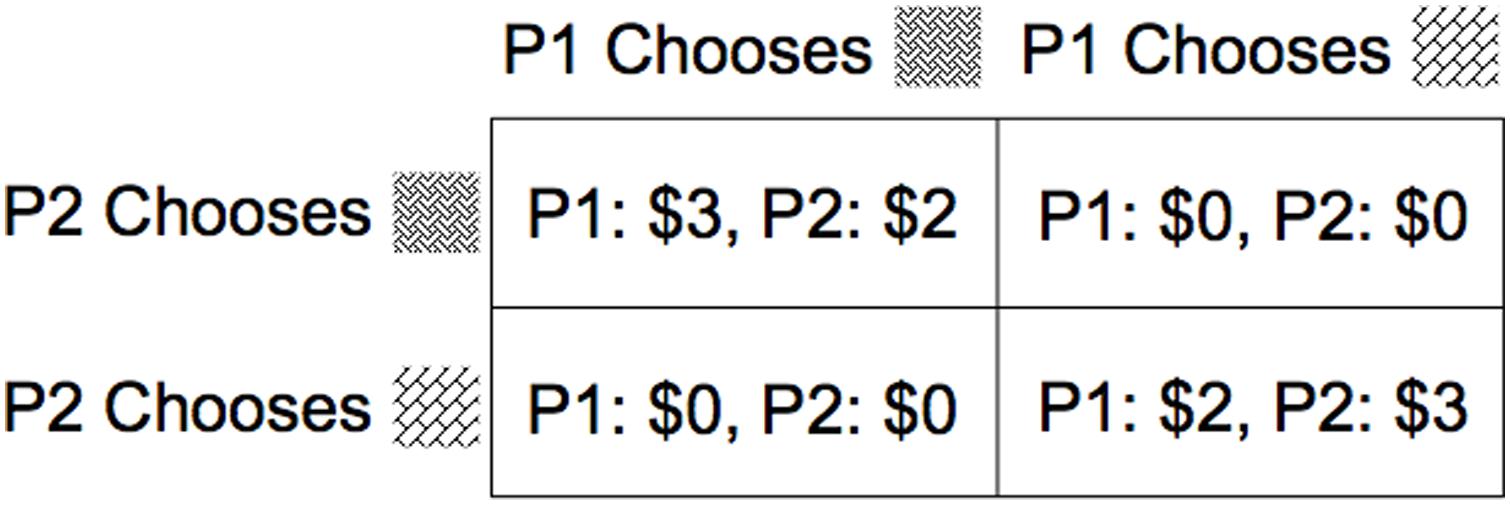 P1 Chooses P1 Chooses
P2 Chooses P1: $3, P2: $2 P1: $0, P2: $0
P2 Chooses P1: $0, P2: $0 P1: $2, P2: $3